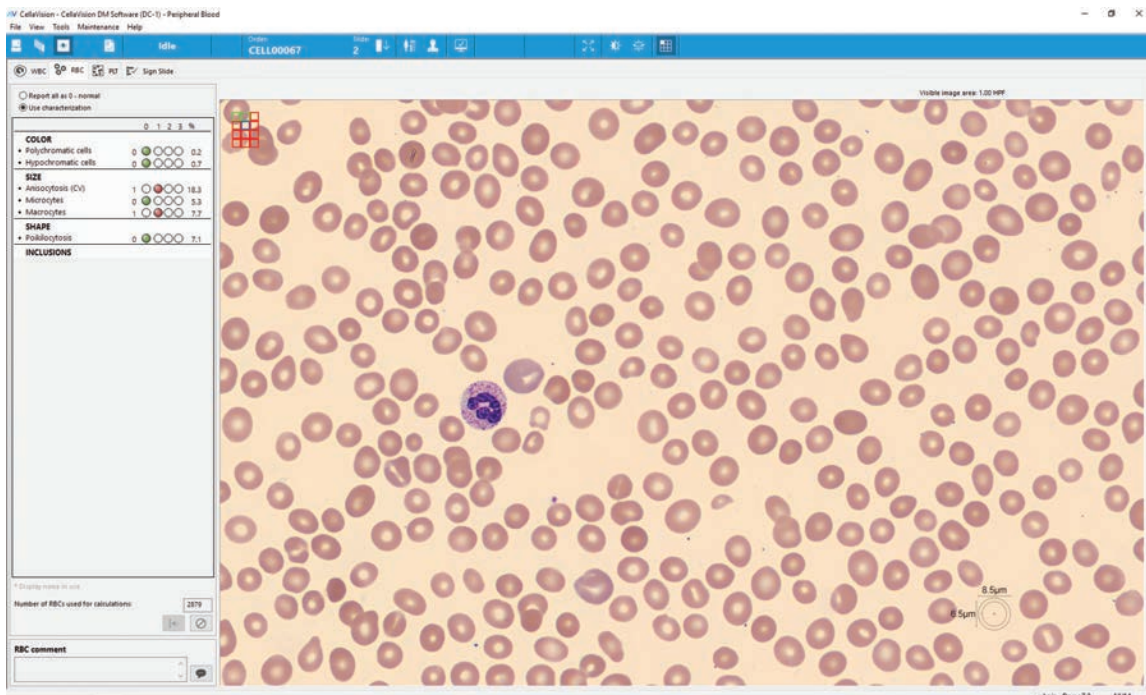 CellaVision - CellaVision DM Software (DC-1) - Peripheral Blood
File View Tools Maintenance Help
Idle
Order:
CELL00067
Slide
2
WBC RBC PLT Sign Slide
Report all as 0 - normal
Use characterization
Visible image area: 1.00 HPF
0 1 2 3 %
COLOR
Polychromatic cells 0 0.2
Hypochromatic cells 0 0.7
SIZE
Anisocytosis (CV) 1 18.3
Microcytes 0 5.3
Macrocytes 1 7.7
SHAPE
Poikilocytosis 0 7.1
INCLUSIONS
8.5µm
6.5µm
* Display name in use
Number of RBCs used for calculations: 2879
RBC comment